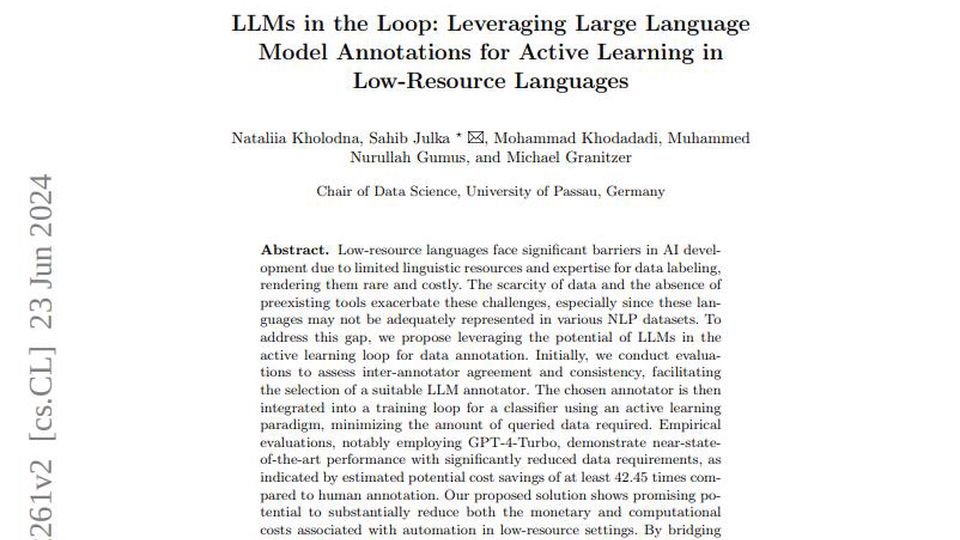 LLMs in the Loop: Leveraging Large Language
Model Annotations for Active Learning in
Low-Resource Languages
Nataliia Kholodna, Sahib Julka * ✉, Mohammad Khodadadi, Muhammed
Nurullah Gumus, and Michael Granitzer
Chair of Data Science, University of Passau, Germany
Abstract. Low-resource languages face significant barriers in AI devel-
opment due to limited linguistic resources and expertise for data labeling,
rendering them rare and costly. The scarcity of data and the absence of
preexisting tools exacerbate these challenges, especially since these lan-
guages may not be adequately represented in various NLP datasets. To
address this gap, we propose leveraging the potential of LLMs in the
active learning loop for data annotation. Initially, we conduct evalua-
tions to assess inter-annotator agreement and consistency, facilitating
the selection of a suitable LLM annotator. The chosen annotator is then
integrated into a training loop for a classifier using an active learning
paradigm, minimizing the amount of queried data required. Empirical
evaluations, notably employing GPT-4-Turbo, demonstrate near-state-
of-the-art performance with significantly reduced data requirements, as
indicated by estimated potential cost savings of at least 42.45 times com-
pared to human annotation. Our proposed solution shows promising po-
tential to substantially reduce both the monetary and computational
costs associated with automation in low-resource settings. By bridging
261v2 [cs.CL] 23 Jun 2024